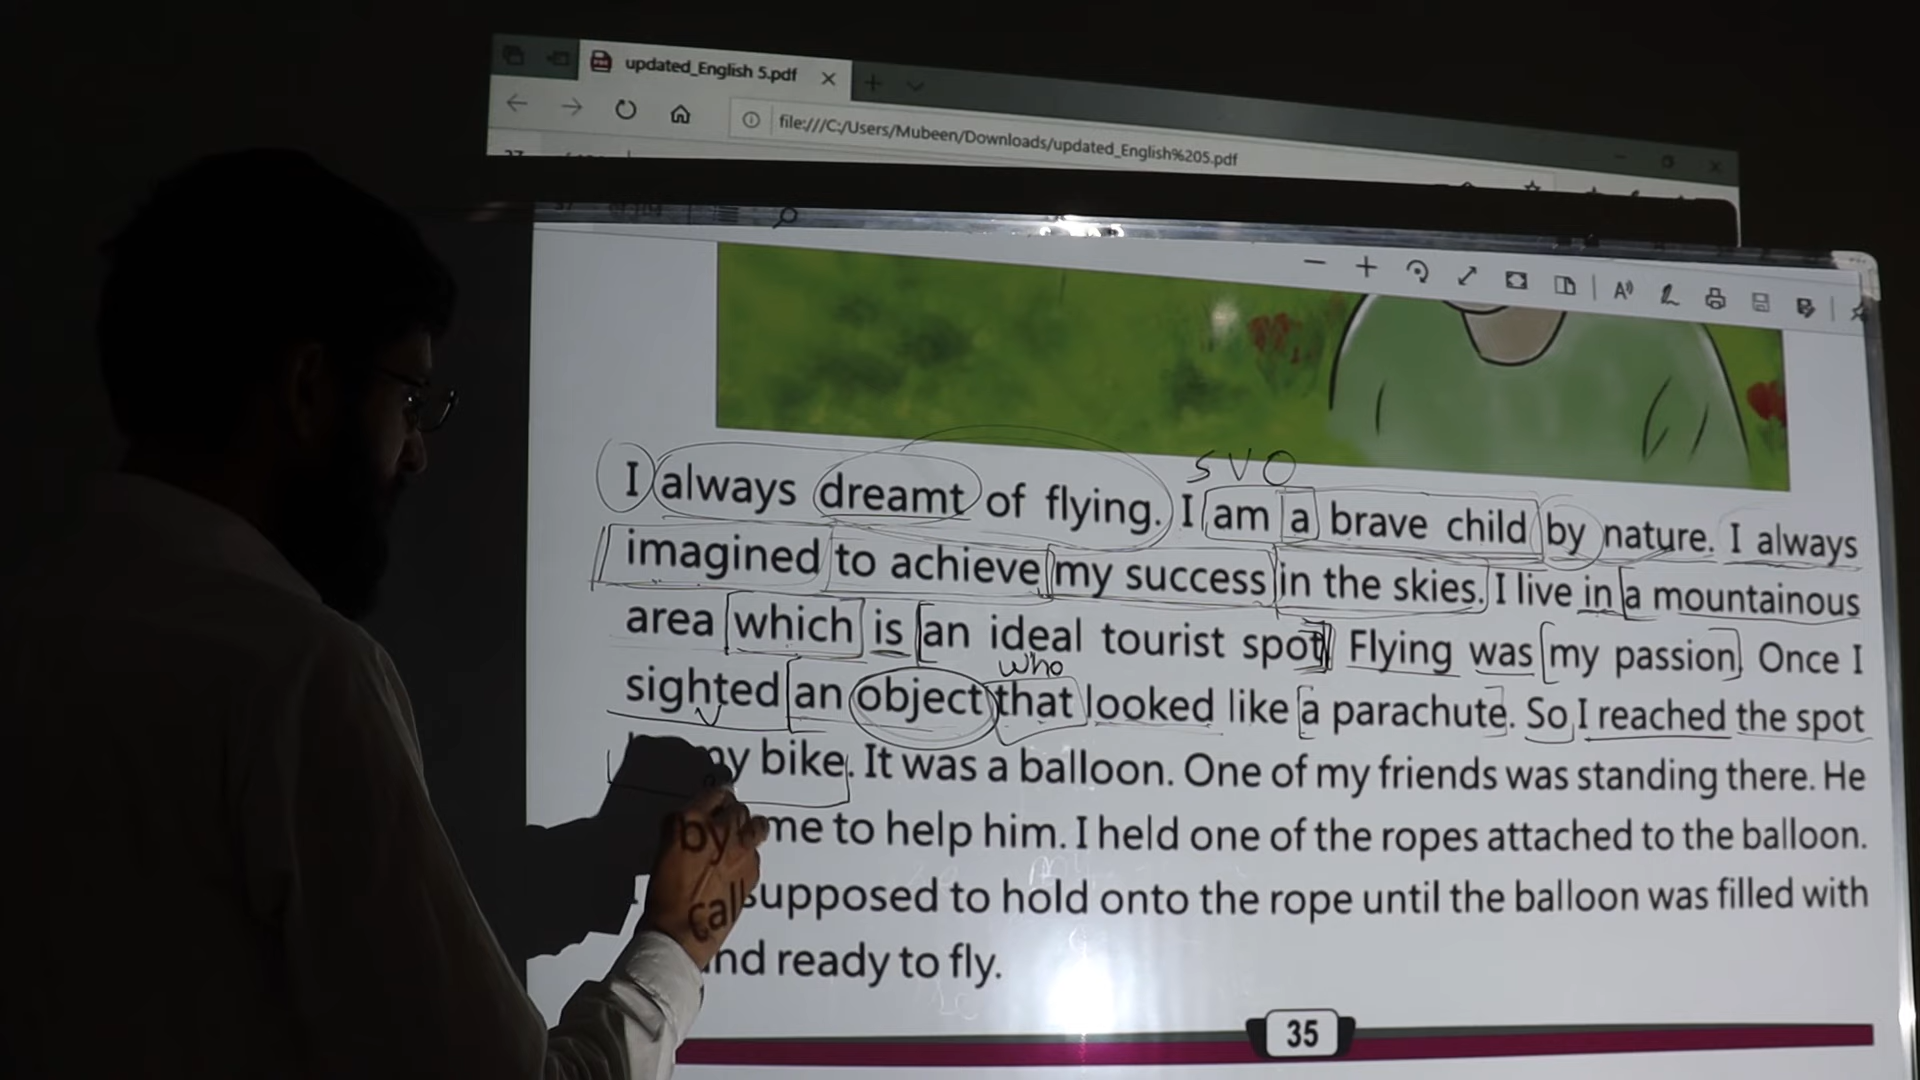 updated_English 5.pdf
file:///C:/Users/Mubeen/Downloads/updated_English%205.pdf
S V O
I always dreamt of flying. I am a brave child by nature. I always
imagined to achieve my success in the skies. I live in a mountainous
area which is an ideal tourist spot. Flying was my passion. Once I
who
sighted an object that looked like a parachute. So I reached the spot
by my bike. It was a balloon. One of my friends was standing there. He
me to help him. I held one of the ropes attached to the balloon.
supposed to hold onto the rope until the balloon was filled with
and ready to fly.
35